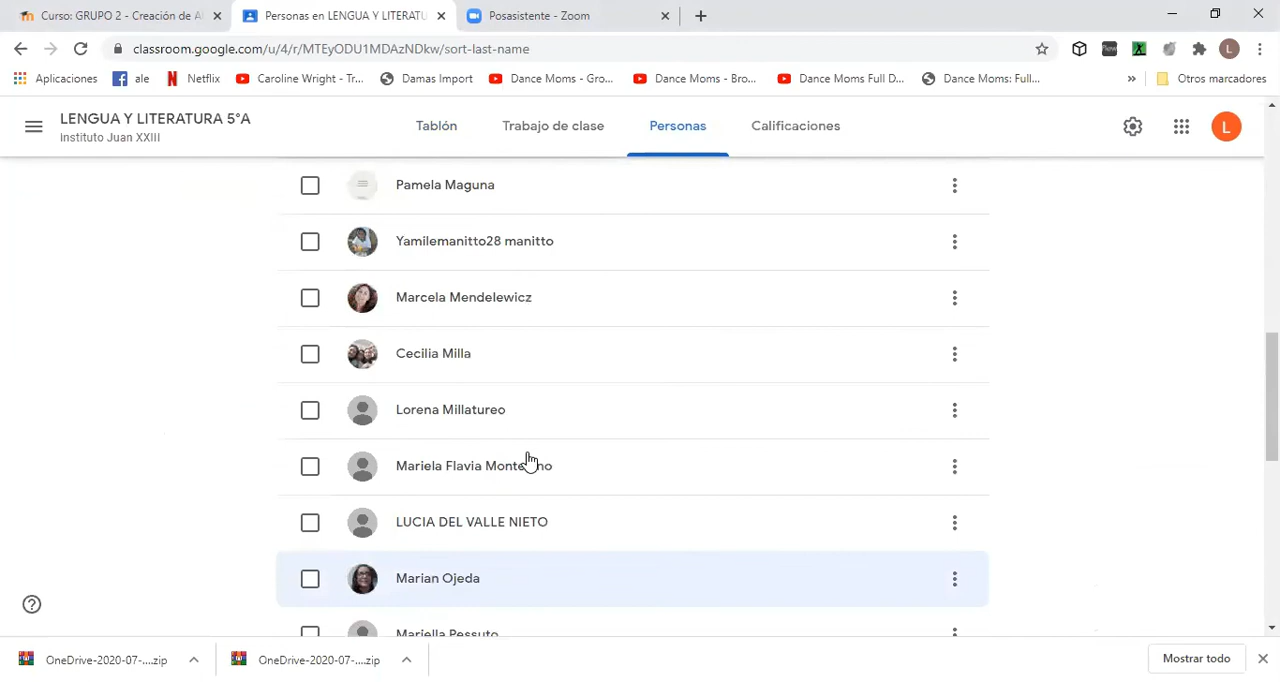 Curso: GRUPO 2 - Creación de A
Personas en LENGUA Y LITERATU
Posasistente - Zoom
classroom.google.com/u/4/r/MTEyODU1MDAzNDkw/sort-last-name
L
Aplicaciones
ale
Netflix
Caroline Wright - Tr...
Damas Import
Dance Moms - Gro...
Dance Moms - Bro...
Dance Moms Full D...
Dance Moms: Full...
»
Otros marcadores
LENGUA Y LITERATURA 5°A
Instituto Juan XXIII
Tablón
Trabajo de clase
Personas
Calificaciones
L
Pamela Maguna
Yamilemanitto28 manitto
Marcela Mendelewicz
Cecilia Milla
Lorena Millatureo
Mariela Flavia
LUCIA DEL VALLE NIETO
Marian Ojeda
Mariella Pessuto
OneDrive-2020-07-....zip
OneDrive-2020-07-....zip
Mostrar todo